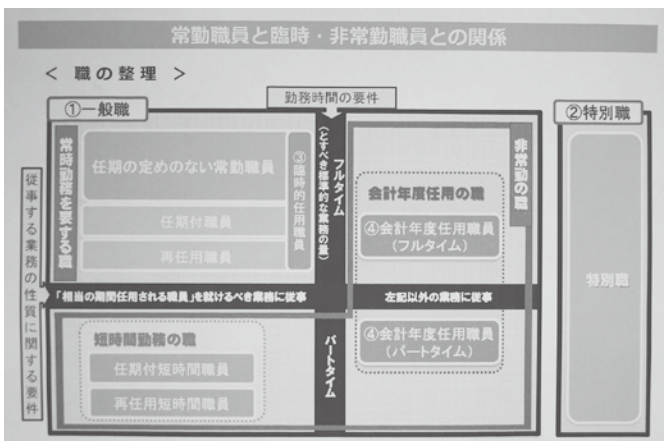 常勤職員と臨時・非常勤職員との関係
< 職の整理 >
勤務時間の要件
①一般職
②特別職
従事する業務の性質に関する要件
常時勤務を要する職
任期の定めのない常勤職員
任期付職員
再任用職員
③臨時的任用職員
フルタイム
(とすべき標準的な業務の量)
非常勤の職
会計年度任用の職
④会計年度任用職員
(フルタイム)
特別職
「相当の期間任用される職員」を就けるべき業務に従事
左記以外の業務に従事
短時間勤務の職
任期付短時間職員
再任用短時間職員
パートタイム
④会計年度任用職員
(パートタイム)